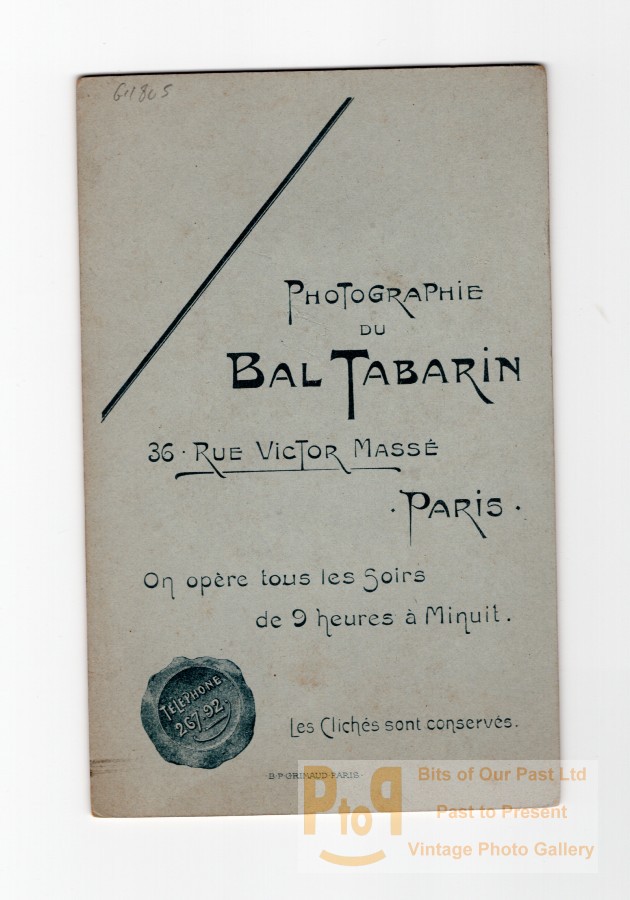 PHOTOGRAPHIE
DU
BAL TABARIN
36 · RUE VICTOR MASSÉ
· PARIS ·
On opère tous les Soirs
de 9 heures à Minuit.
TÉLÉPHONE
267.92.
Les Clichés sont conservés.
B·P·GRIMAUD·PARIS·
PtoP
Bits of Our Past Ltd
Past to Present
Vintage Photo Gallery